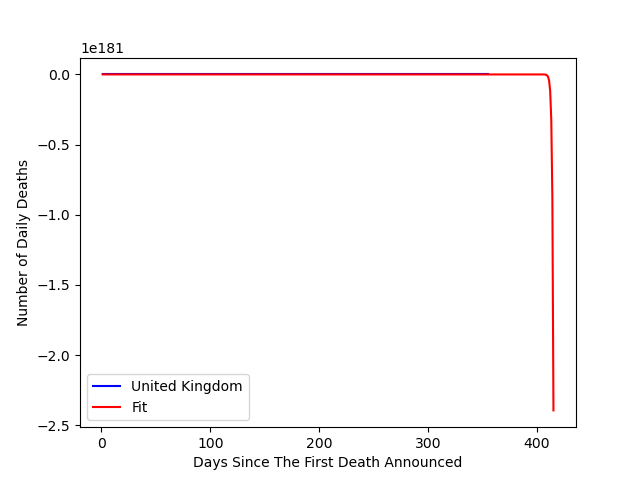 1e181
0.0
−0.5
−1.0
−1.5
−2.0
−2.5
Number of Daily Deaths
United Kingdom
Fit
0 100 200 300 400
Days Since The First Death Announced